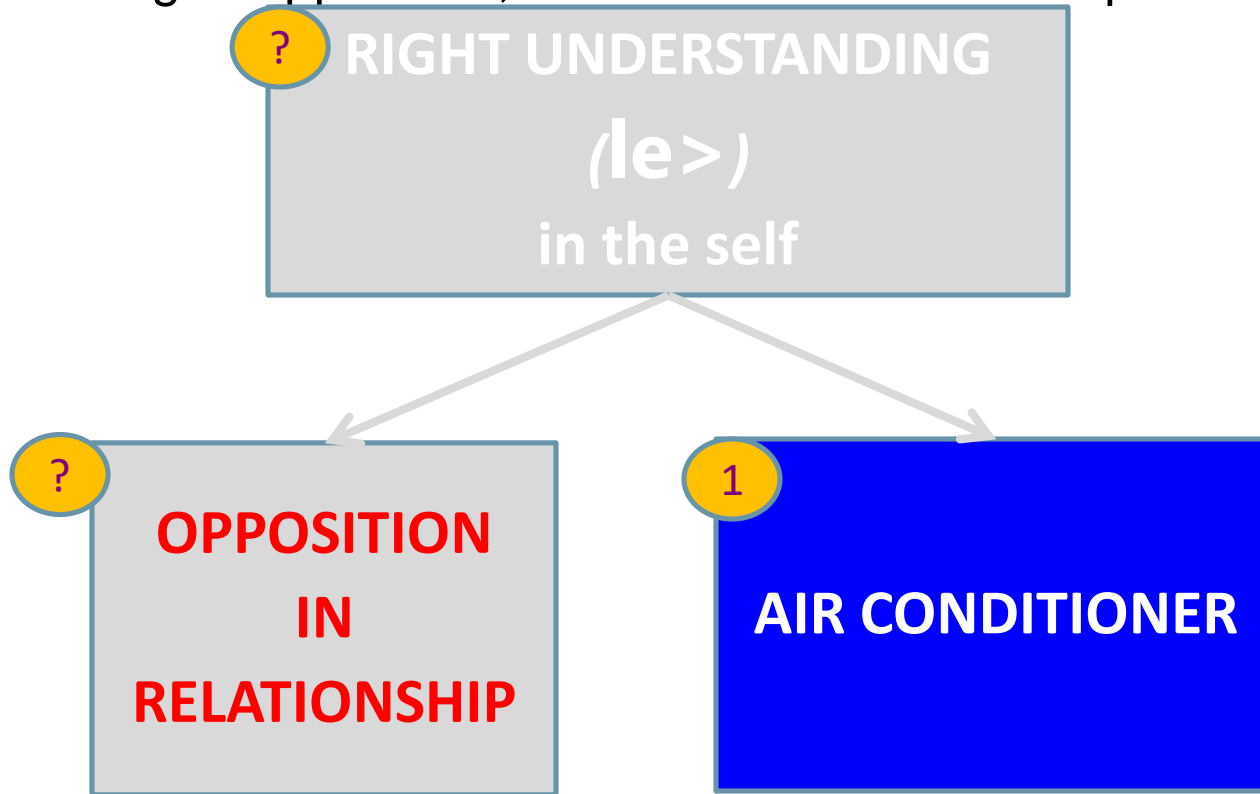 ?
RIGHT UNDERSTANDING
(le>)
in the self
?
OPPOSITION
IN
RELATIONSHIP
1
AIR CONDITIONER